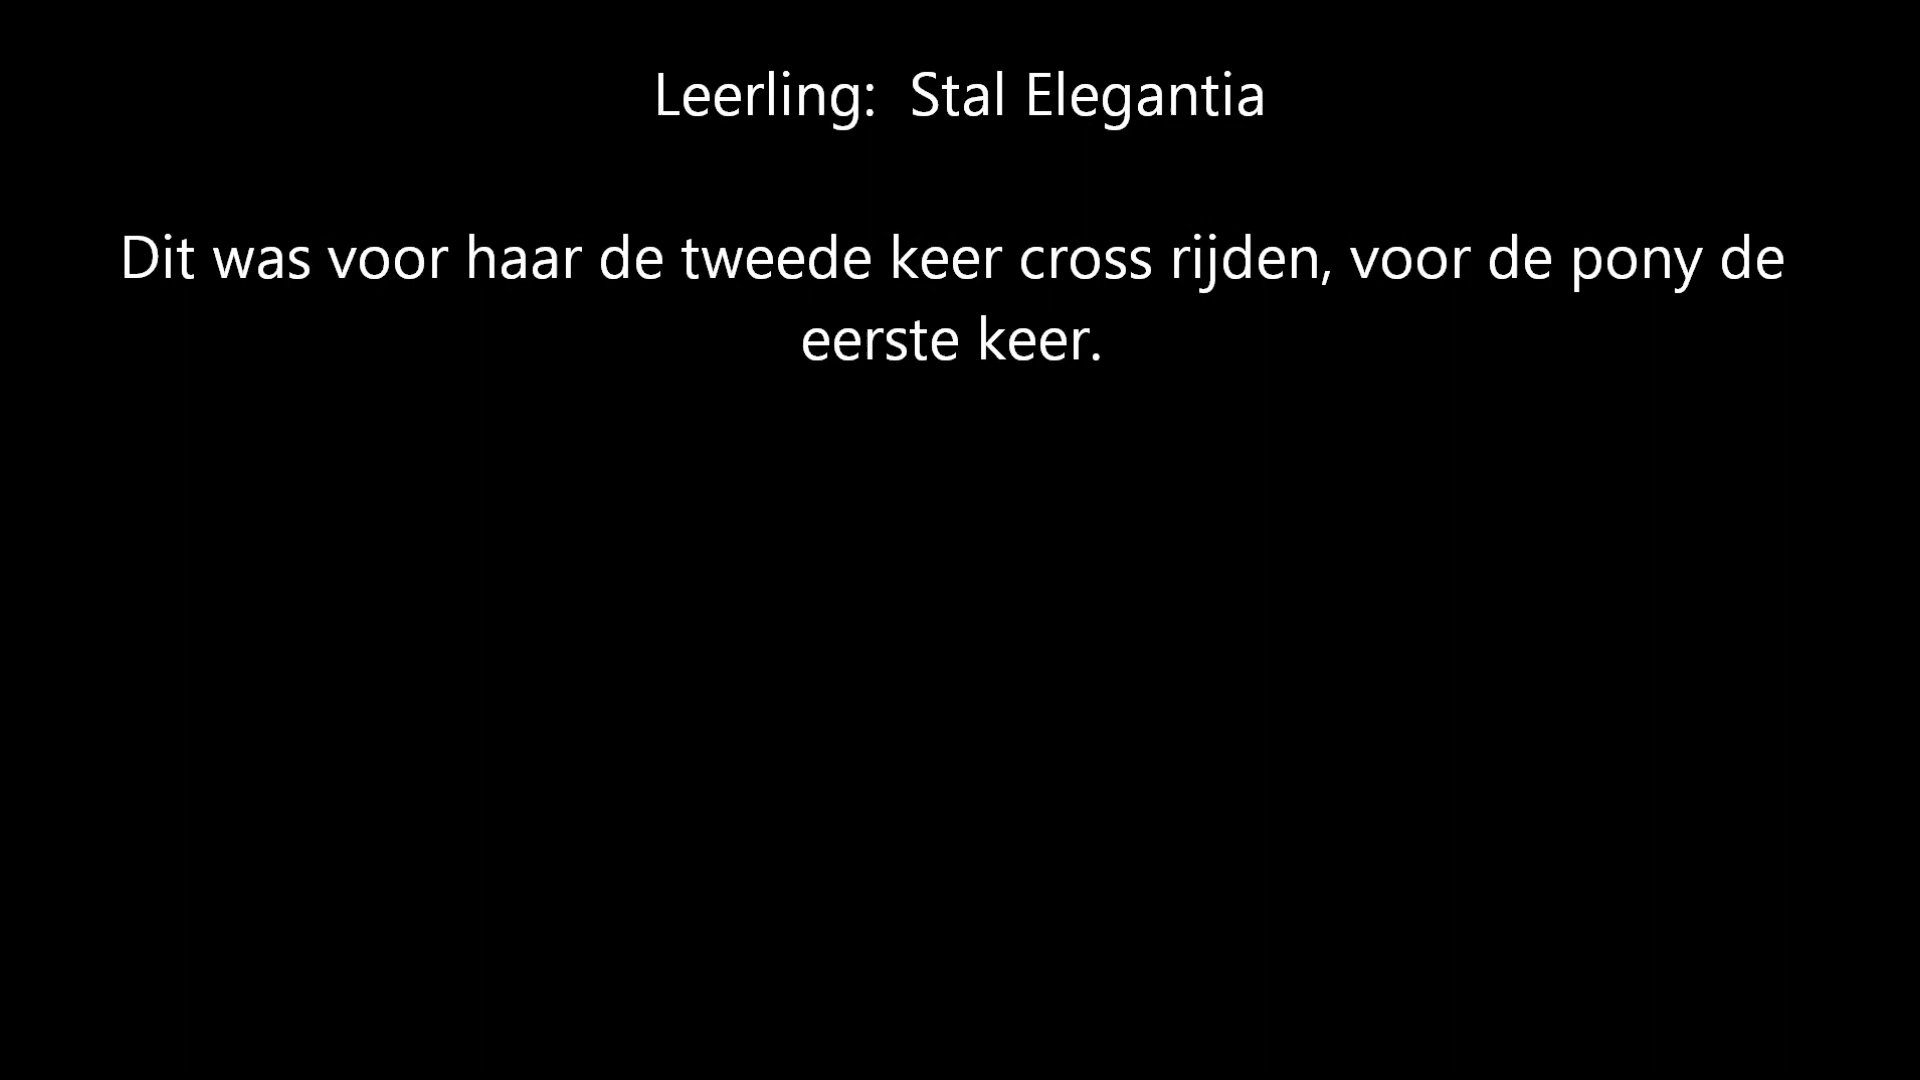 Leerling:  Stal Elegantia
Dit was voor haar de tweede keer cross rijden, voor de pony de
eerste keer.